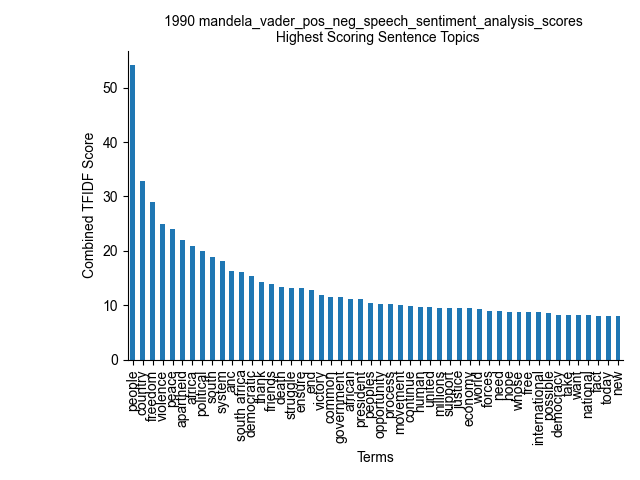 1990 mandela_vader_pos_neg_speech_sentiment_analysis_scores
Highest Scoring Sentence Topics
Combined TFIDF Score
50
40
30
20
10
0
people
country
freedom
violence
peace
apartheid
africa
political
south
system
anc
south africa
democratic
thank
friends
death
struggle
ensure
end
victory
common
government
african
president
peoples
opportunity
process
movement
continue
human
united
millions
support
justice
economy
world
forces
need
hope
whose
free
international
possible
democracy
take
want
national
fact
today
new
Terms